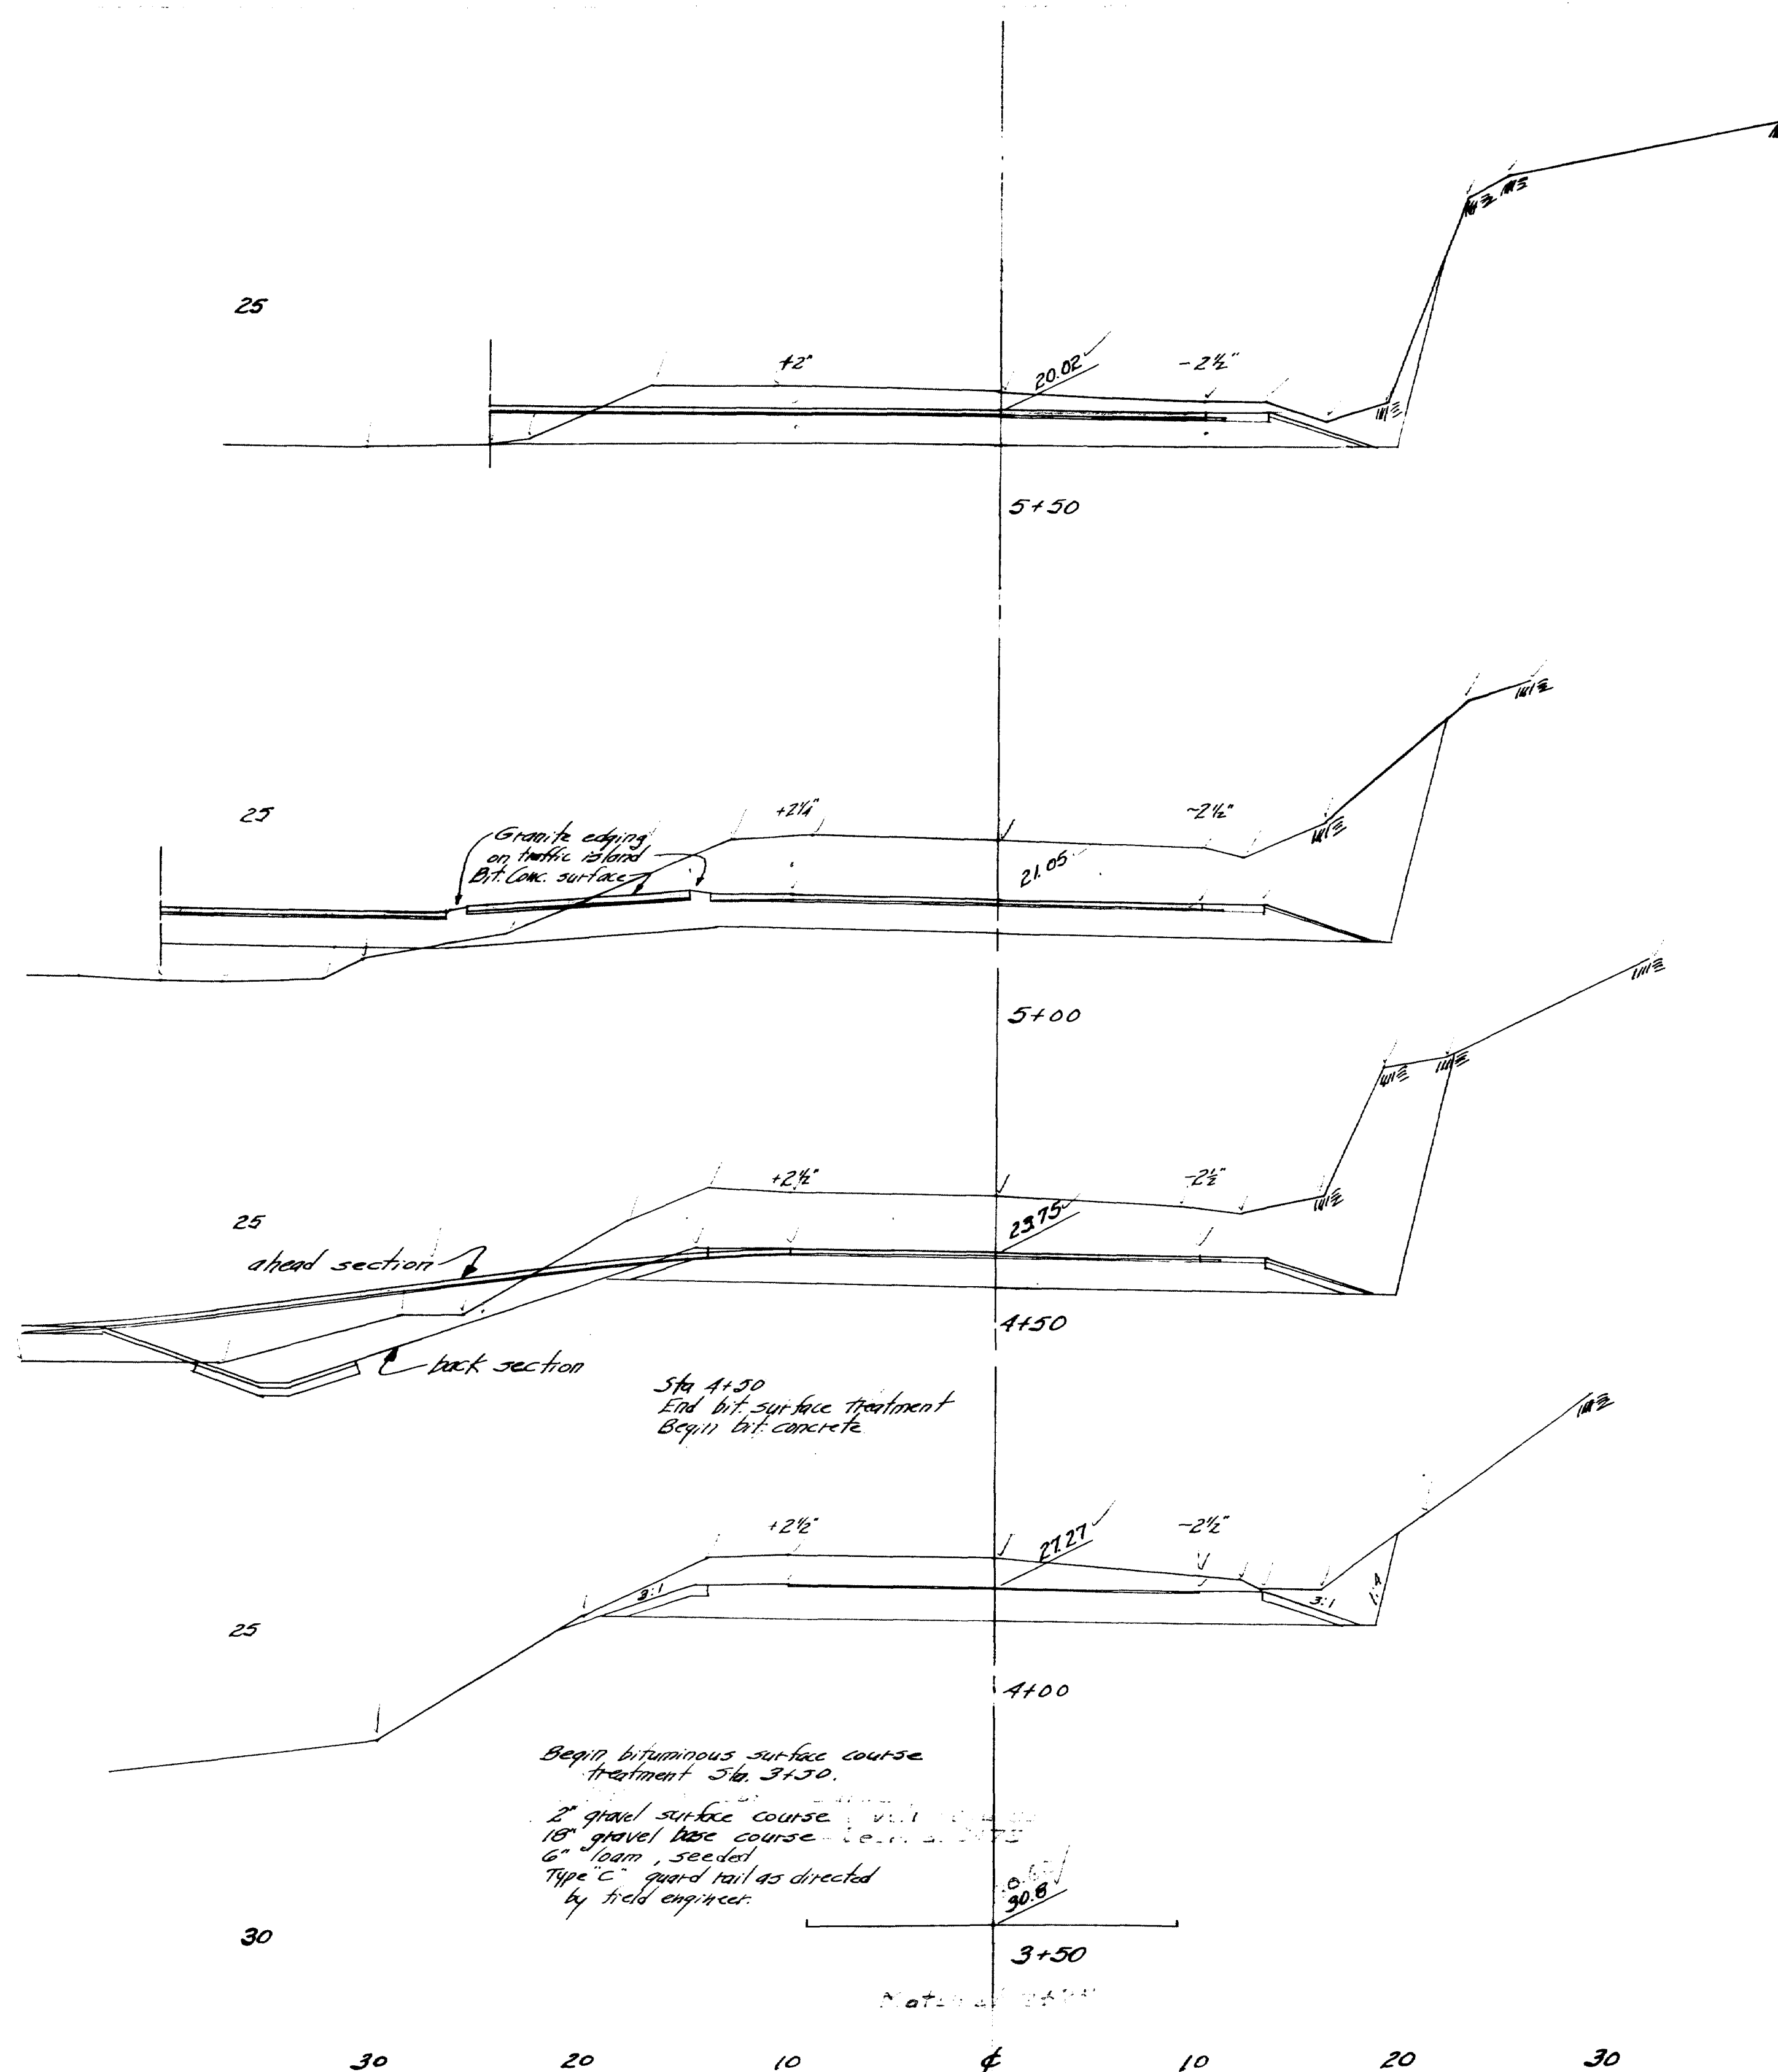 25
+2"
20.02
-2½"
5+50
25
Granite edging
on traffic island
Bit. Conc. surface
+2¼"
21.05
-2½"
5+00
25
ahead section
+2½"
23.75
-2½"
4+50
back section
Sta 4+50
End bit. surface treatment
Begin bit. concrete
+2½"
27.27
-2½"
25
3:1
3:1
1:4
4+00
Begin bituminous surface course
treatment Sta. 3+50.
2" gravel surface course
18" gravel base course
6" loam, seeded
Type "C" guard rail as directed
by field engineer.
30.8
30
3+50
30 20 10 ℄ 10 20 30